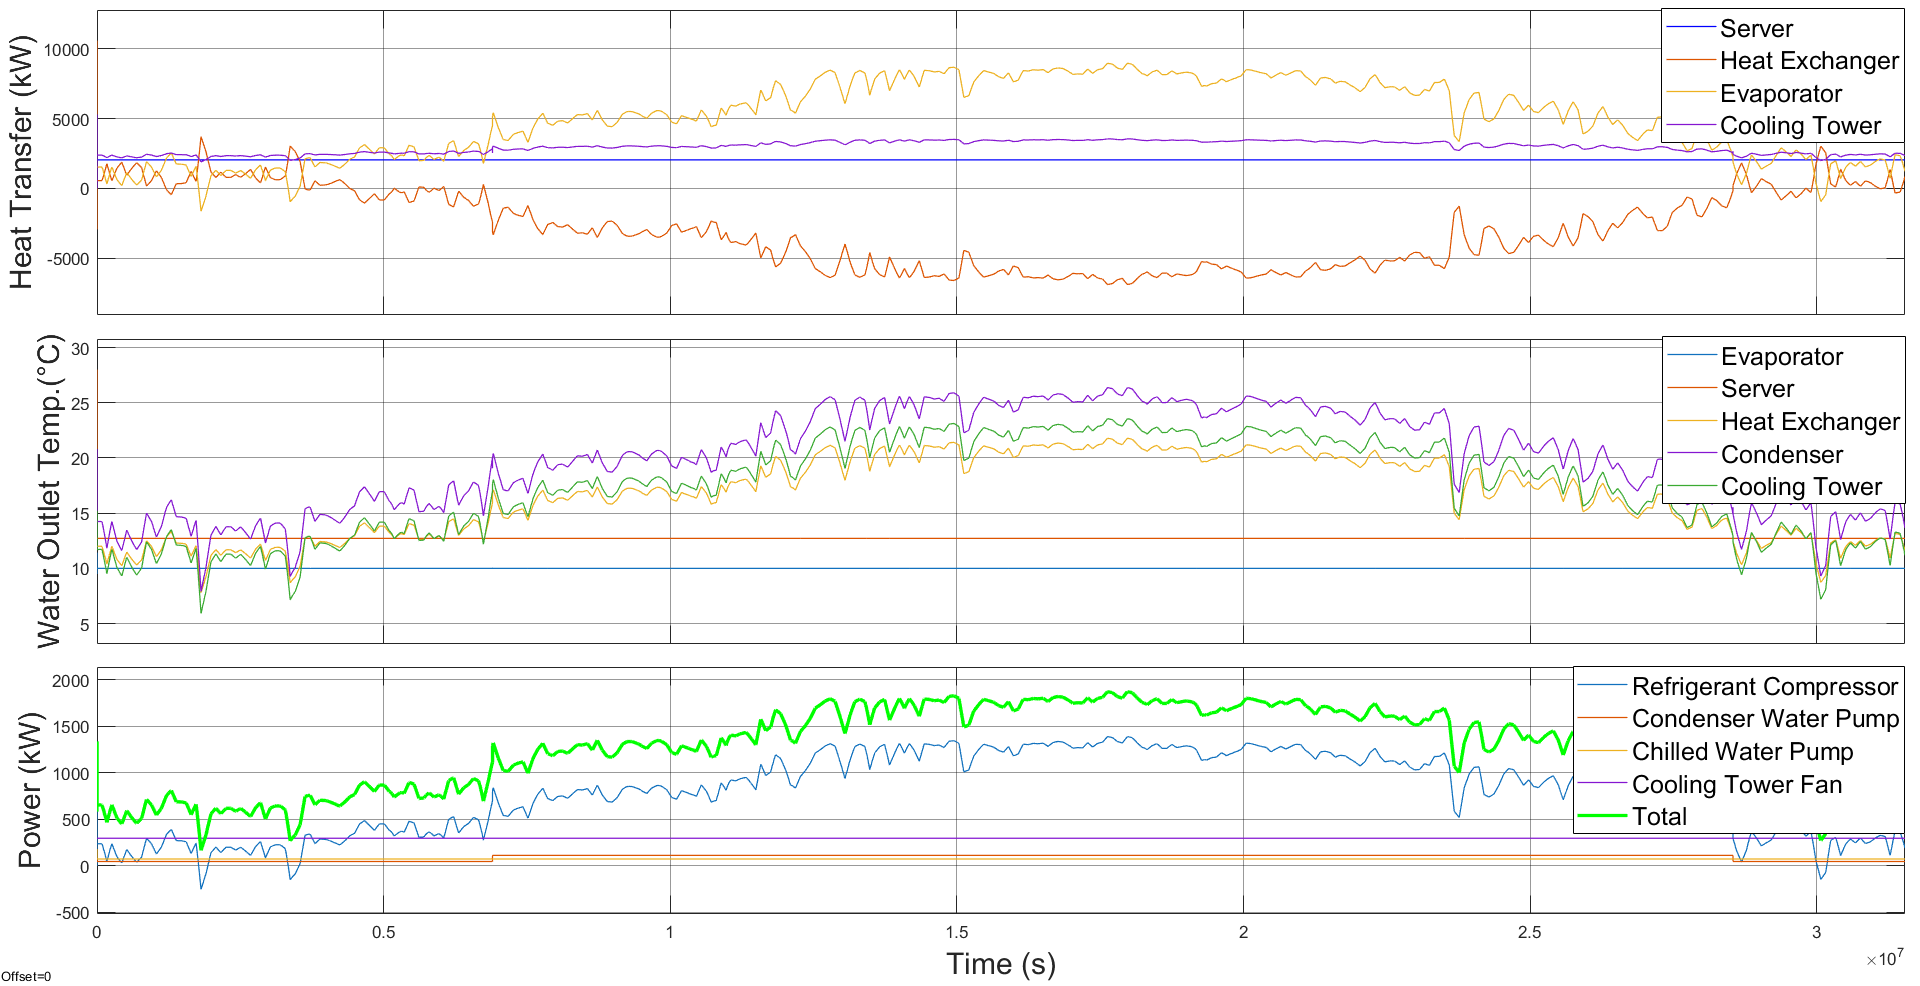 Heat Transfer (kW)
10000
5000
0
-5000
Server
Heat Exchanger
Evaporator
Cooling Tower
Water Outlet Temp.(°C)
30
25
20
15
10
5
Evaporator
Server
Heat Exchanger
Condenser
Cooling Tower
Power (kW)
2000
1500
1000
500
0
-500
Refrigerant Compressor
Condenser Water Pump
Chilled Water Pump
Cooling Tower Fan
Total
0 0.5 1 1.5 2 2.5 3
×10⁷
Time (s)
Offset=0